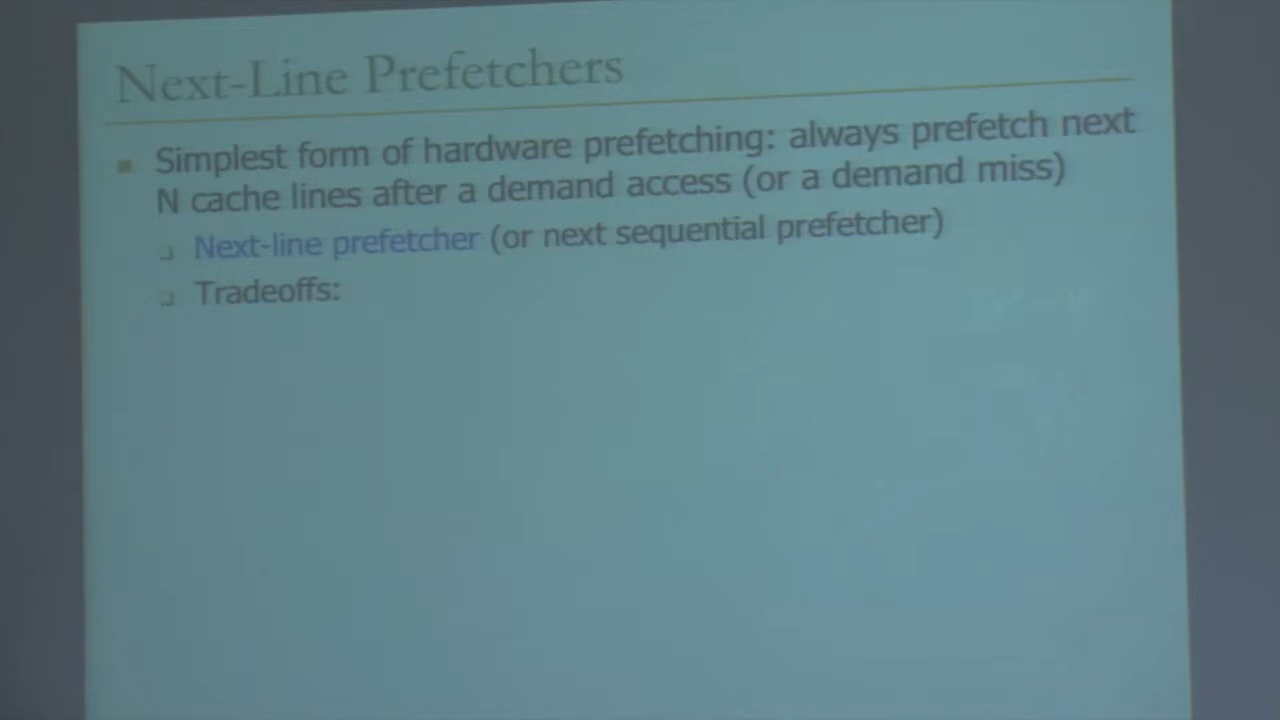 Next-Line Prefetchers
Simplest form of hardware prefetching: always prefetch next
N cache lines after a demand access (or a demand miss)
Next-line prefetcher (or next sequential prefetcher)
Tradeoffs: